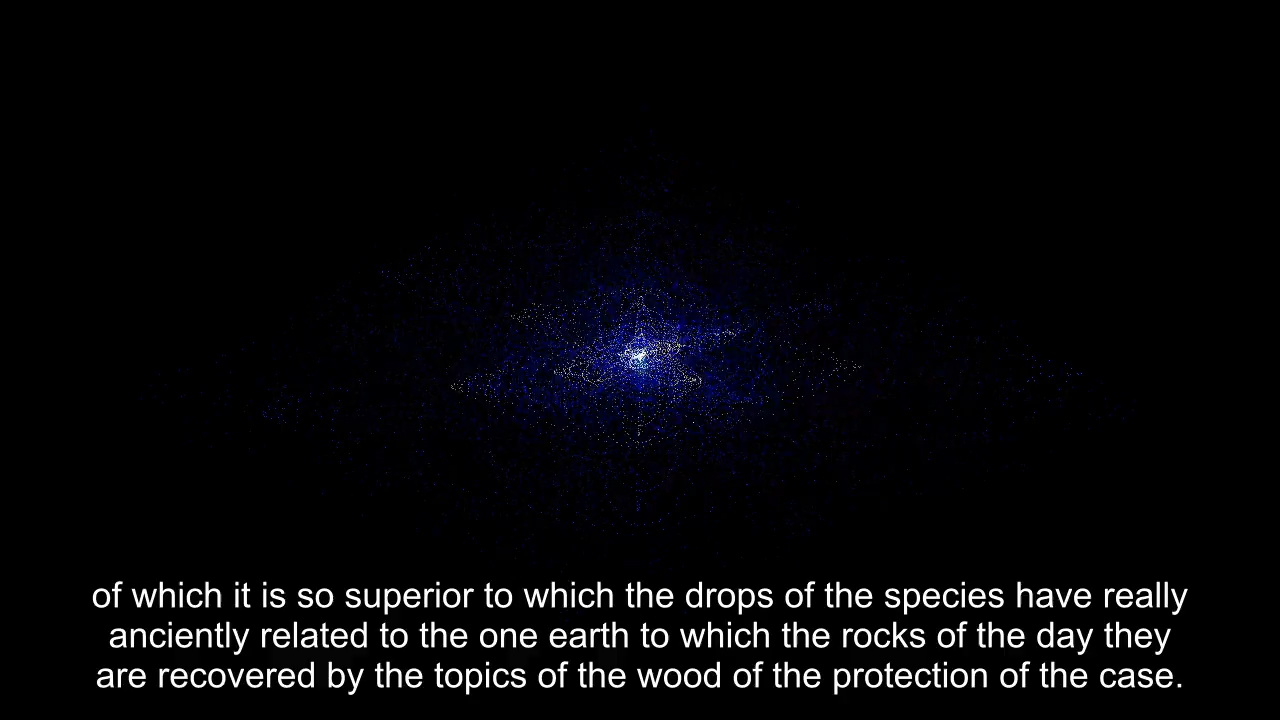 of which it is so superior to which the drops of the species have really
anciently related to the one earth to which the rocks of the day they
are recovered by the topics of the wood of the protection of the case.